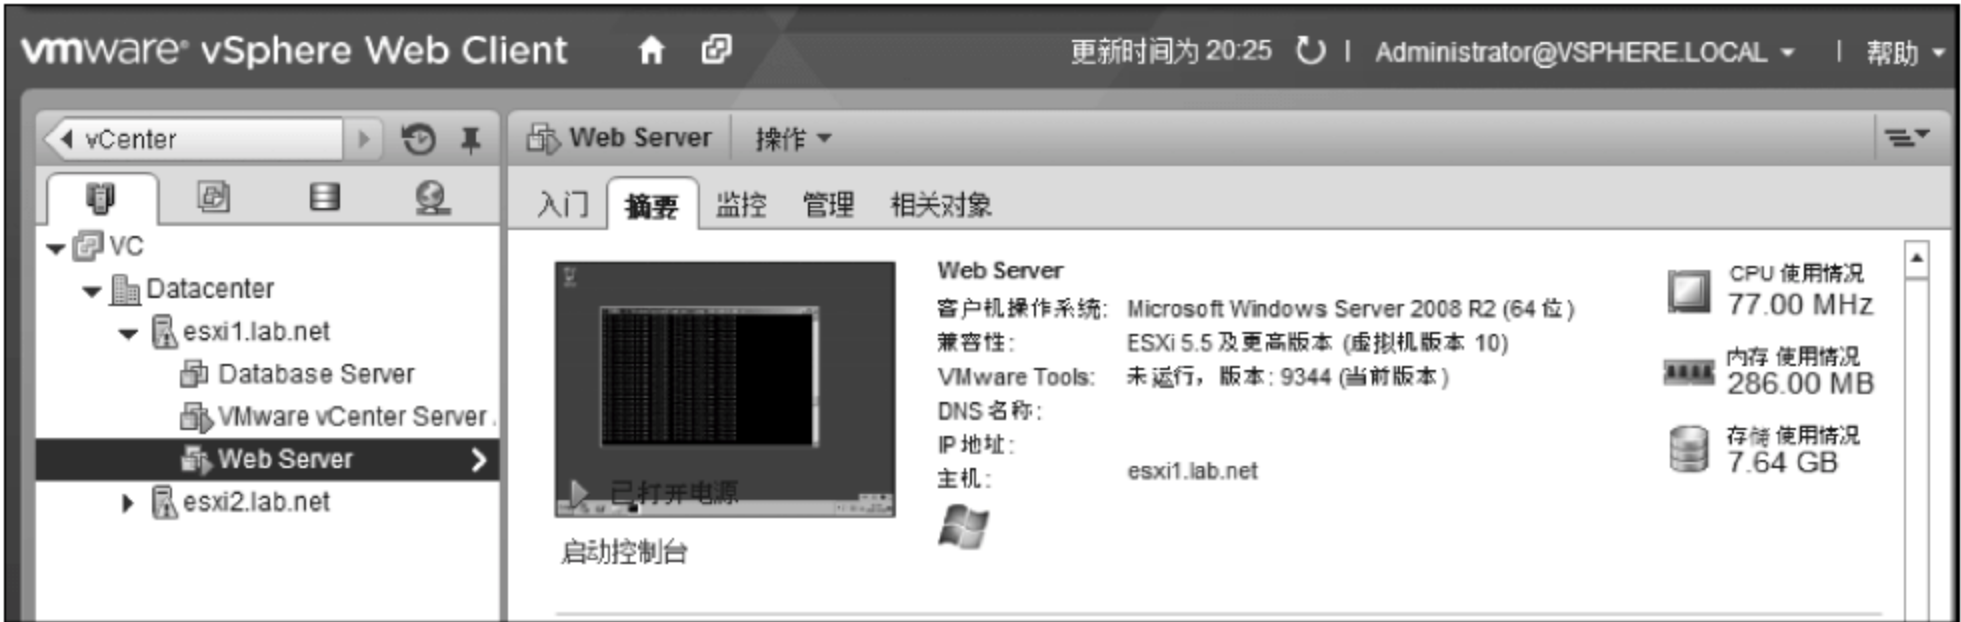 vmware® vSphere Web Client 更新时间为 20:25 | Administrator@VSPHERE.LOCAL | 帮助
vCenter
VC
Datacenter
esxi1.lab.net
Database Server
VMware vCenter Server .
Web Server
esxi2.lab.net
Web Server 操作
入门 摘要 监控 管理 相关对象
已打开电源
启动控制台
Web Server
客户机操作系统: Microsoft Windows Server 2008 R2 (64 位)
兼容性: ESXi 5.5 及更高版本 (虚拟机版本 10)
VMware Tools: 未运行，版本: 9344 (当前版本)
DNS 名称:
IP 地址:
主机: esxi1.lab.net
CPU 使用情况
77.00 MHz
内存 使用情况
286.00 MB
存储 使用情况
7.64 GB